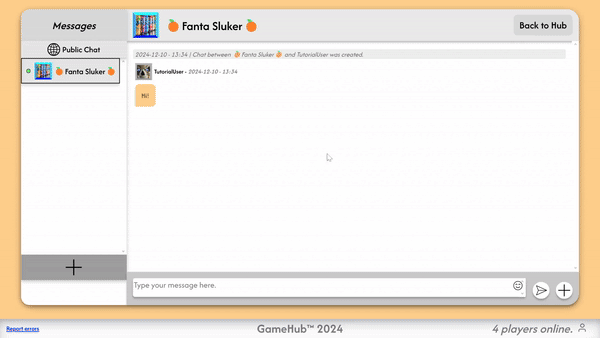 Messages
🍊 Fanta Sluker 🍊
Back to Hub
Public Chat
🍊 Fanta Sluker 🍊
2024-12-10 - 13:34 | Chat between 🍊 Fanta Sluker 🍊 and TutorialUser was created.
TutorialUser - 2024-12-10 - 13:34
Hi!
Type your message here.
Report errors
GameHub™ 2024
4 players online.